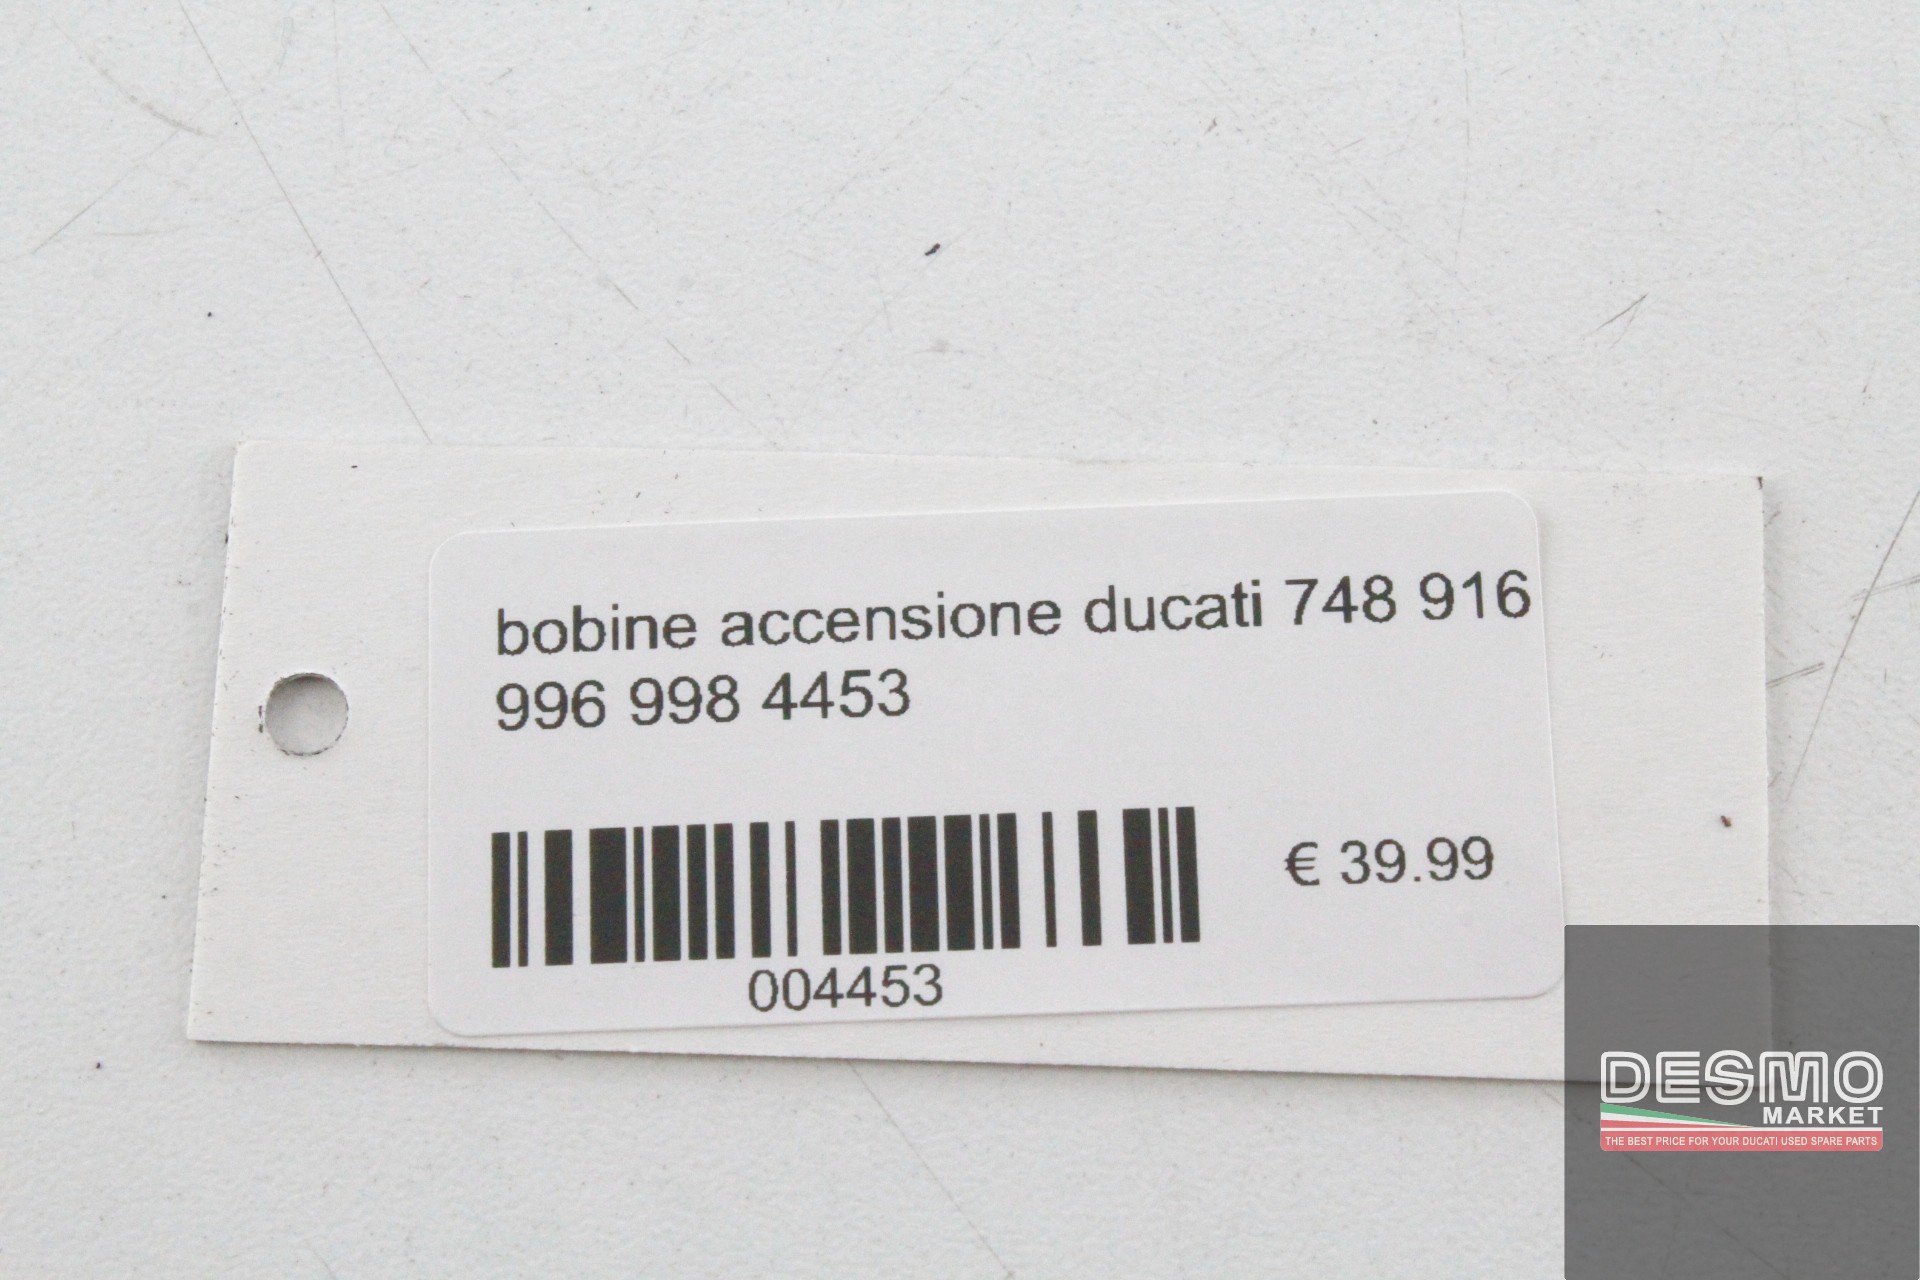 bobine accensione ducati 748 916
996 998 4453
€ 39.99
004453
DESMO
MARKET
THE BEST PRICE FOR YOUR DUCATI USED SPARE PARTS